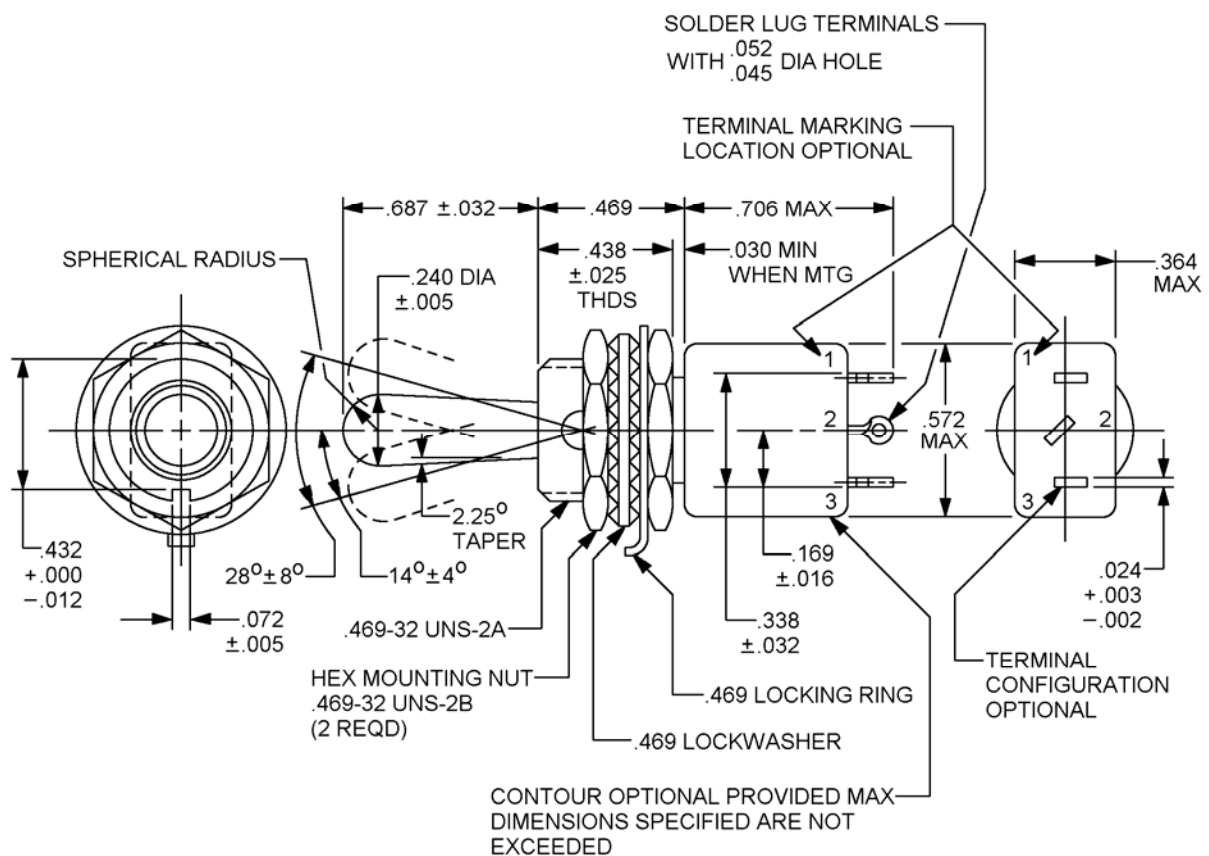 SOLDER LUG TERMINALS
WITH .052 DIA HOLE
.045
TERMINAL MARKING
LOCATION OPTIONAL
.687 ±.032
.469
.706 MAX
.438
±.025
THDS
.030 MIN
WHEN MTG
.364
MAX
SPHERICAL RADIUS
.240 DIA
±.005
1
2
3
.572
MAX
1
2
3
2.25°
TAPER
.432
+.000
-.012
28°±8°
14°±4°
.072
±.005
.169
±.016
.338
±.032
.024
+.003
-.002
.469-32 UNS-2A
HEX MOUNTING NUT
.469-32 UNS-2B
(2 REQD)
.469 LOCKING RING
.469 LOCKWASHER
TERMINAL
CONFIGURATION
OPTIONAL
CONTOUR OPTIONAL PROVIDED MAX
DIMENSIONS SPECIFIED ARE NOT
EXCEEDED